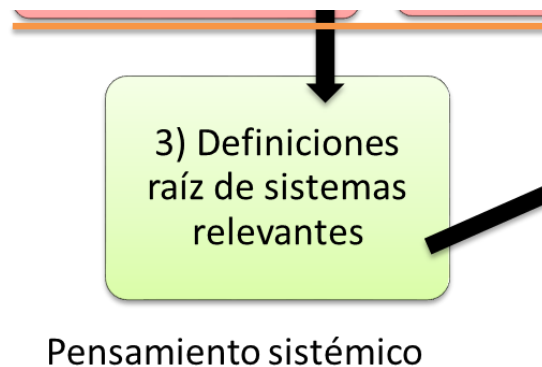 3) Definiciones
raíz de sistemas
relevantes
Pensamiento sistémico